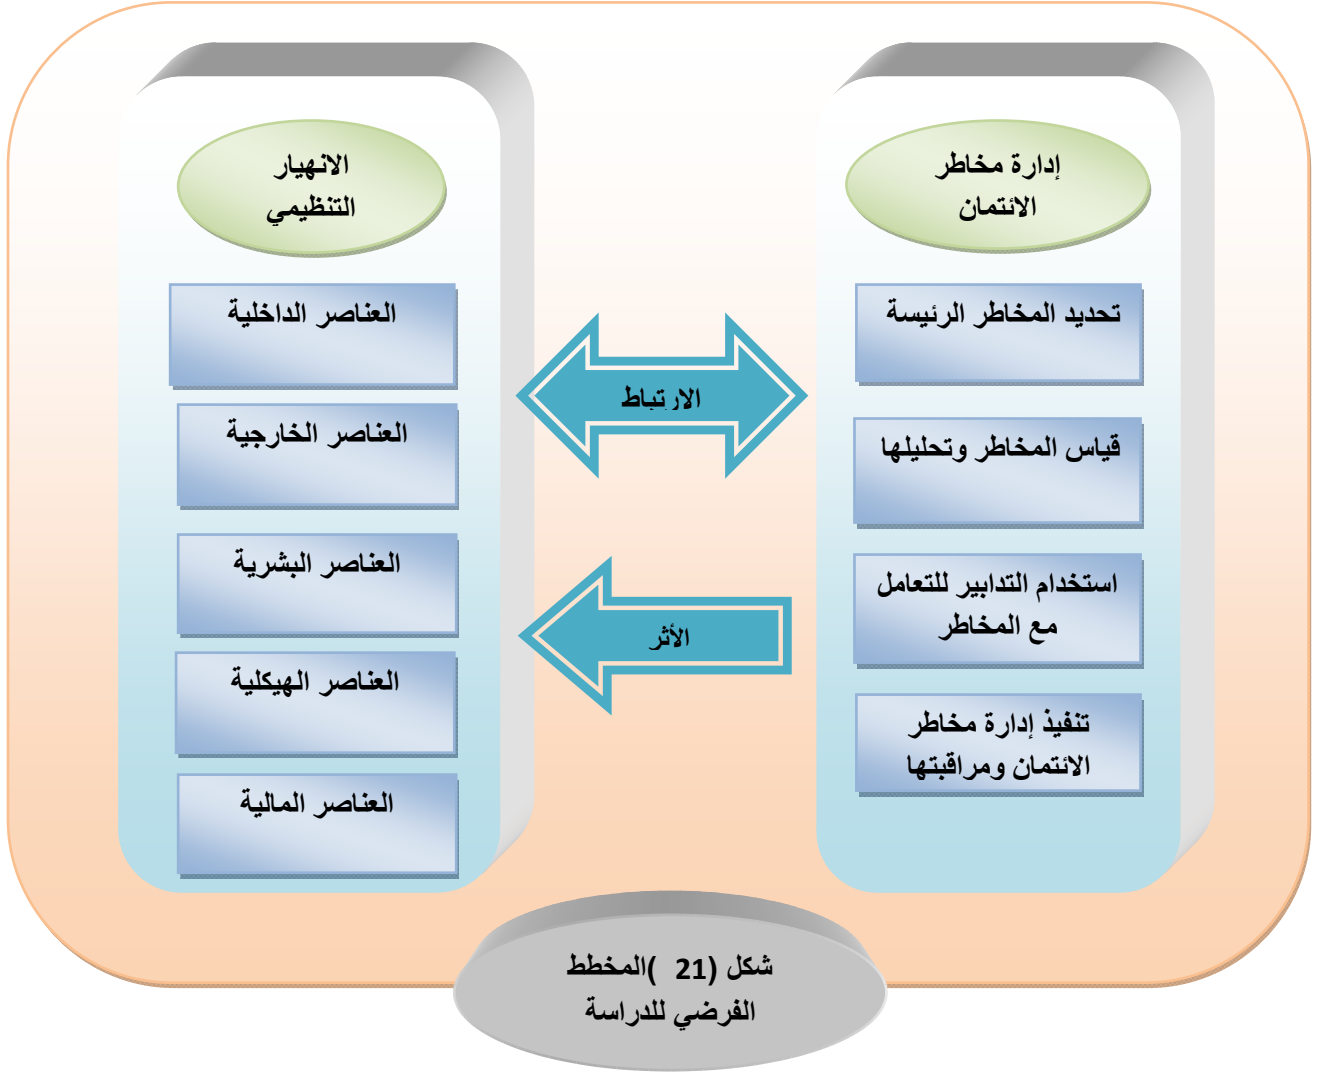 إدارة مخاطر
الائتمان
تحديد المخاطر الرئيسة
قياس المخاطر وتحليلها
استخدام التدابير للتعامل
مع المخاطر
تنفيذ إدارة مخاطر
الائتمان ومراقبتها
الارتباط
الأثر
الانهيار
التنظيمي
العناصر الداخلية
العناصر الخارجية
العناصر البشرية
العناصر الهيكلية
العناصر المالية
شكل (21 )المخطط
الفرضي للدراسة